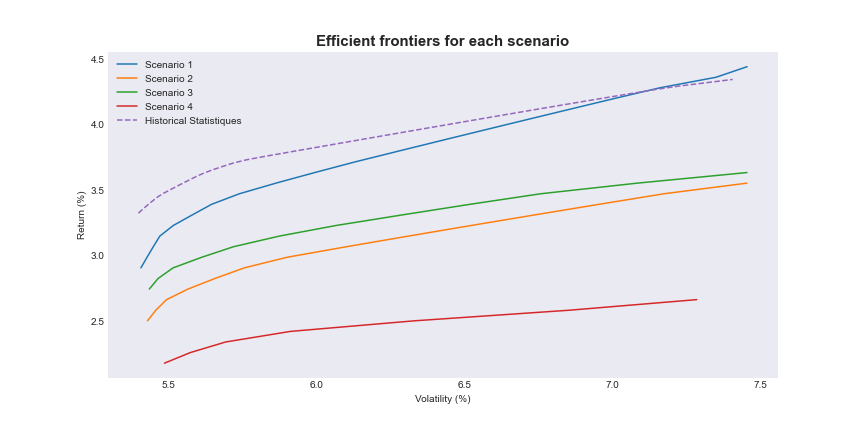 Efficient frontiers for each scenario
Scenario 1
Scenario 2
Scenario 3
Scenario 4
Historical Statistiques
4.5
4.0
3.5
3.0
2.5
Return (%)
5.5
6.0
6.5
7.0
7.5
Volatility (%)